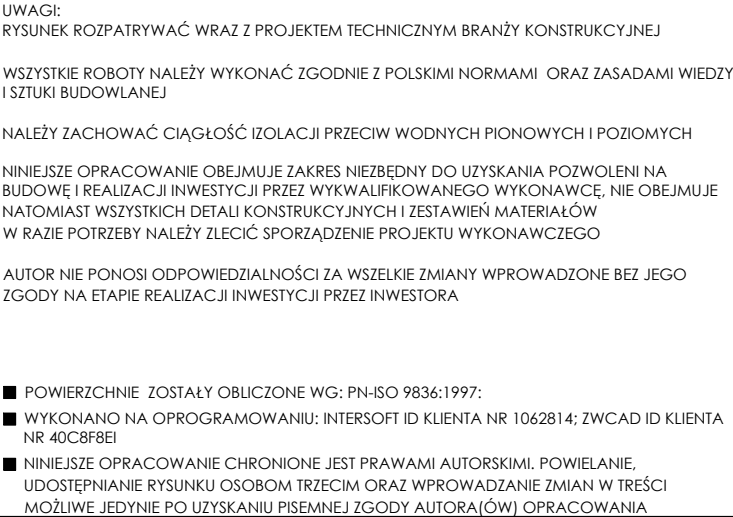 UWAGI:
RYSUNEK ROZPATRYWAĆ WRAZ Z PROJEKTEM TECHNICZNYM BRANŻY KONSTRUKCYJNEJ
WSZYSTKIE ROBOTY NALEŻY WYKONAĆ ZGODNIE Z POLSKIMI NORMAMI ORAZ ZASADAMI WIEDZY
I SZTUKI BUDOWLANEJ
NALEŻY ZACHOWAĆ CIĄGŁOŚĆ IZOLACJI PRZECIW WODNYCH PIONOWYCH I POZIOMYCH
NINIEJSZE OPRACOWANIE OBEJMUJE ZAKRES NIEZBĘDNY DO UZYSKANIA POZWOLENI NA
BUDOWĘ I REALIZACJI INWESTYCJI PRZEZ WYKWALIFIKOWANEGO WYKONAWCĘ, NIE OBEJMUJE
NATOMIAST WSZYSTKICH DETALI KONSTRUKCYJNYCH I ZESTAWIEŃ MATERIAŁÓW
W RAZIE POTRZEBY NALEŻY ZLECIĆ SPORZĄDZENIE PROJEKTU WYKONAWCZEGO
AUTOR NIE PONOSI ODPOWIEDZIALNOŚCI ZA WSZELKIE ZMIANY WPROWADZONE BEZ JEGO
ZGODY NA ETAPIE REALIZACJI INWESTYCJI PRZEZ INWESTORA
■ POWIERZCHNIE ZOSTAŁY OBLICZONE WG: PN-ISO 9836:1997:
■ WYKONANO NA OPROGRAMOWANIU: INTERSOFT ID KLIENTA NR 1062814; ZWCAD ID KLIENTA
NR 40C8F8EI
■ NINIEJSZE OPRACOWANIE CHRONIONE JEST PRAWAMI AUTORSKIMI. POWIELANIE,
UDOSTĘPNIANIE RYSUNKU OSOBOM TRZECIM ORAZ WPROWADZANIE ZMIAN W TREŚCI
MOŻLIWE JEDYNIE PO UZYSKANIU PISEMNEJ ZGODY AUTORA(ÓW) OPRACOWANIA